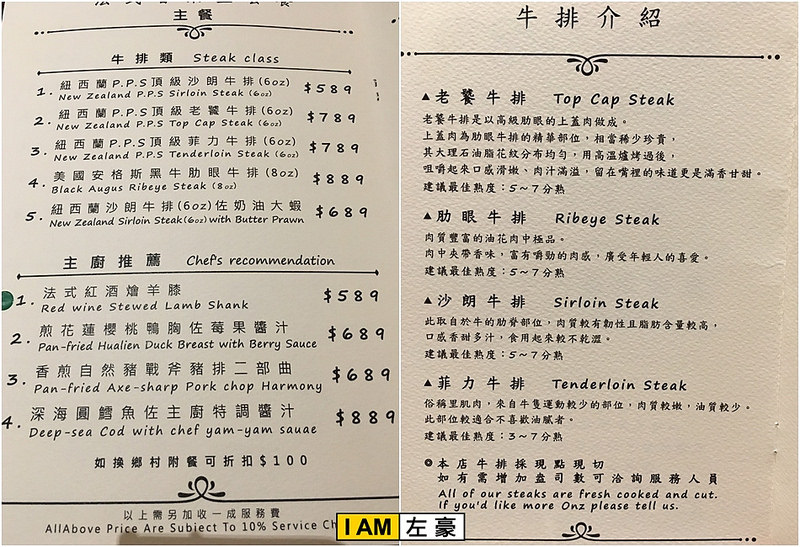 主餐
牛排類 Steak class
1. 紐西蘭P.P.S頂級沙朗牛排(6oz) $589
New Zealand P.P.S Sirloin Steak (6oz)
2. 紐西蘭P.P.S頂級老饕牛排(6oz) $789
New Zealand P.P.S Top Cap Steak (6oz)
3. 紐西蘭P.P.S頂級菲力牛排(6oz) $789
New Zealand P.P.S Tenderloin Steak (6oz)
4. 美國安格斯黑牛肋眼牛排(8oz) $889
Black Augus Ribeye Steak (8oz)
5. 紐西蘭沙朗牛排(6oz)佐奶油大蝦 $689
New Zealand Sirloin Steak(6oz) with Butter Prawn
主廚推薦 Chef's recommendation
1. 法式紅酒燴羊膝 $589
Red wine Stewed Lamb Shank
2. 煎花蓮櫻桃鴨胸佐莓果醬汁 $689
Pan-fried Hualien Duck Breast with Berry Sauce
3. 香煎自然豬戰斧豬排二部曲 $689
Pan-fried Axe-sharp Pork chop Harmony
4. 深海圓鱈魚佐主廚特調醬汁 $889
Deep-sea Cod with chef yam-yam sauae
如換鄉村附餐可折扣$100
以上需另加收一成服務費
AllAbove Price Are Subiect To 10% Service Ch
牛排介紹
▲老饕牛排 Top Cap Steak
老饕牛排是以高級肋眼的上蓋肉做成。
上蓋肉為肋眼牛排的精華部位，相當稀少珍貴，
其大理石油脂花紋分布均勻，用高溫爐烤過後，
咀嚼起來口感滑嫩、肉汁滿溢，留在嘴裡的味道更是滿香甘甜。
建議最佳熟度：5~7分熟
▲肋眼牛排 Ribeye Steak
肉質豐富的油花肉中極品。
肉中央帶香味，富有嚼勁的肉感，廣受年輕人的喜愛。
建議最佳熟度：5~7分熟
▲沙朗牛排 Sirloin Steak
此取自於牛的肋脊部位，肉質較有韌性且脂肪含量較高，
口感香甜多汁，食用起來較不乾澀。
建議最佳熟度：5~7分熟
▲菲力牛排 Tenderloin Steak
俗稱里肌肉，來自牛隻運動較少的部位，肉質較嫩，油質較少。
此部位較適合不喜歡油膩者。
建議最佳熟度：3~7分熟
本店牛排採現點現切
如有需增加盎司數可洽詢服務人員
All of our steaks are fresh cooked and cut.
If you'd like more Onz please tell us.
I AM 左豪